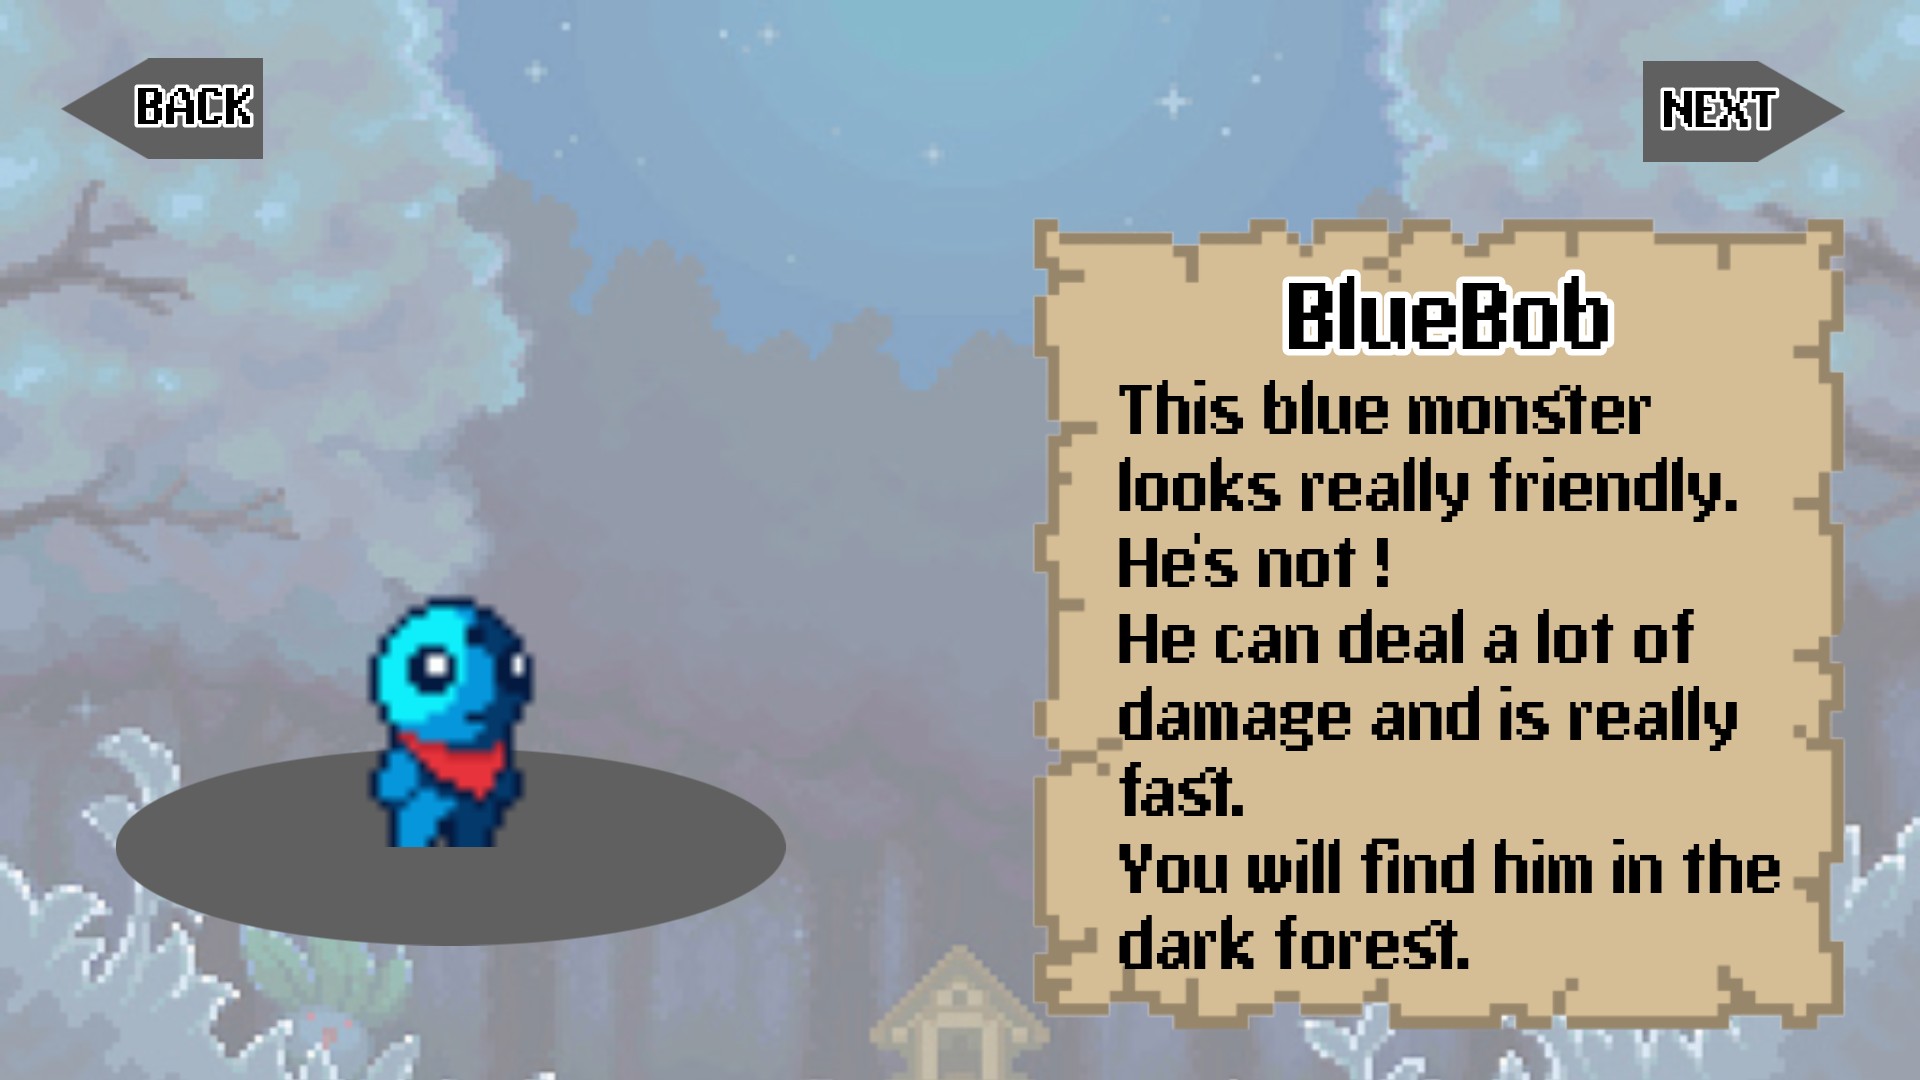 BACK
NEXT
BlueBob
This blue monster
looks really friendly.
He's not !
He can deal a lot of
damage and is really
fast.
You will find him in the
dark forest.